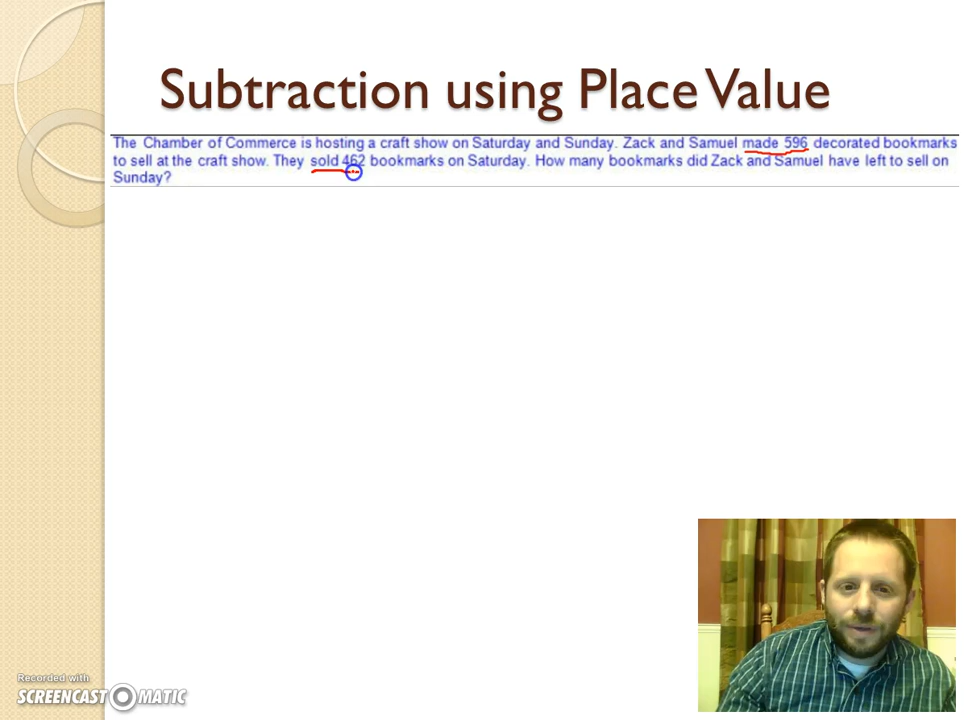 Subtraction using Place Value
The Chamber of Commerce is hosting a craft show on Saturday and Sunday. Zack and Samuel made 596 decorated bookmarks
to sell at the craft show. They sold 462 bookmarks on Saturday. How many bookmarks did Zack and Samuel have left to sell on
Sunday?
Recorded with
SCREENCAST MATIC